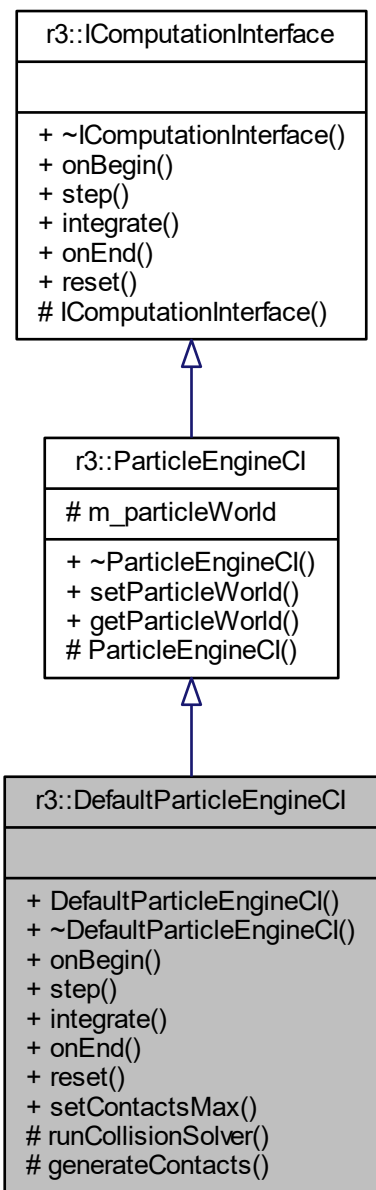 r3::IComputationInterface
+ ~IComputationInterface()
+ onBegin()
+ step()
+ integrate()
+ onEnd()
+ reset()
# IComputationInterface()
r3::ParticleEngineCI
# m_particleWorld
+ ~ParticleEngineCI()
+ setParticleWorld()
+ getParticleWorld()
# ParticleEngineCI()
r3::DefaultParticleEngineCI
+ DefaultParticleEngineCI()
+ ~DefaultParticleEngineCI()
+ onBegin()
+ step()
+ integrate()
+ onEnd()
+ reset()
+ setContactsMax()
# runCollisionSolver()
# generateContacts()